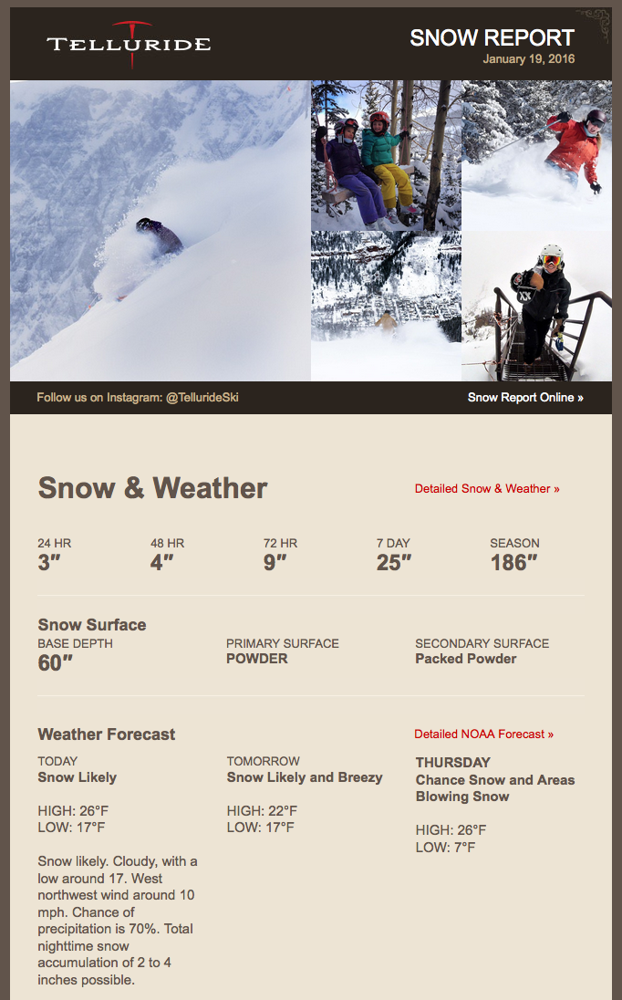 TELLURIDE
SNOW REPORT
January 19, 2016
Follow us on Instagram: @TellurideSki
Snow Report Online »
Snow & Weather
Detailed Snow & Weather »
24 HR
48 HR
72 HR
7 DAY
SEASON
3″
4″
9″
25″
186″
Snow Surface
BASE DEPTH
PRIMARY SURFACE
SECONDARY SURFACE
60″
POWDER
Packed Powder
Weather Forecast
Detailed NOAA Forecast »
TODAY
Snow Likely
HIGH: 26°F
LOW: 17°F
Snow likely. Cloudy, with a
low around 17. West
northwest wind around 10
mph. Chance of
precipitation is 70%. Total
nighttime snow
accumulation of 2 to 4
inches possible.
TOMORROW
Snow Likely and Breezy
HIGH: 22°F
LOW: 17°F
THURSDAY
Chance Snow and Areas
Blowing Snow
HIGH: 26°F
LOW: 7°F